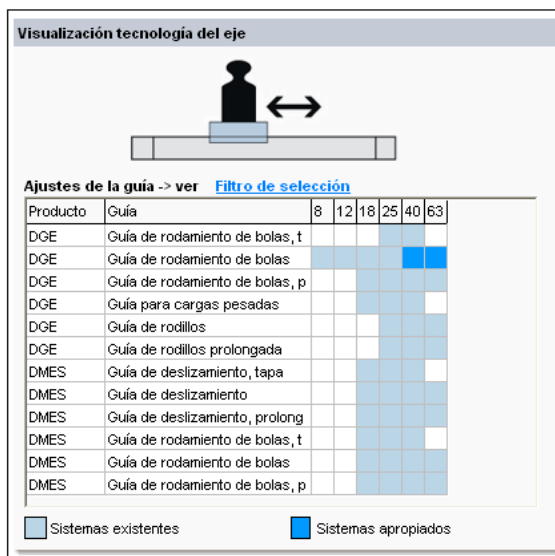 Visualización tecnología del eje
Ajustes de la guía -> ver Filtro de selección
Producto Guía 8 12 18 25 40 63
DGE Guía de rodamiento de bolas, t
DGE Guía de rodamiento de bolas
DGE Guía de rodamiento de bolas, p
DGE Guía para cargas pesadas
DGE Guía de rodillos
DGE Guía de rodillos prolongada
DMES Guía de deslizamiento, tapa
DMES Guía de deslizamiento
DMES Guía de deslizamiento, prolong
DMES Guía de rodamiento de bolas, t
DMES Guía de rodamiento de bolas
DMES Guía de rodamiento de bolas, p
Sistemas existentes Sistemas apropiados